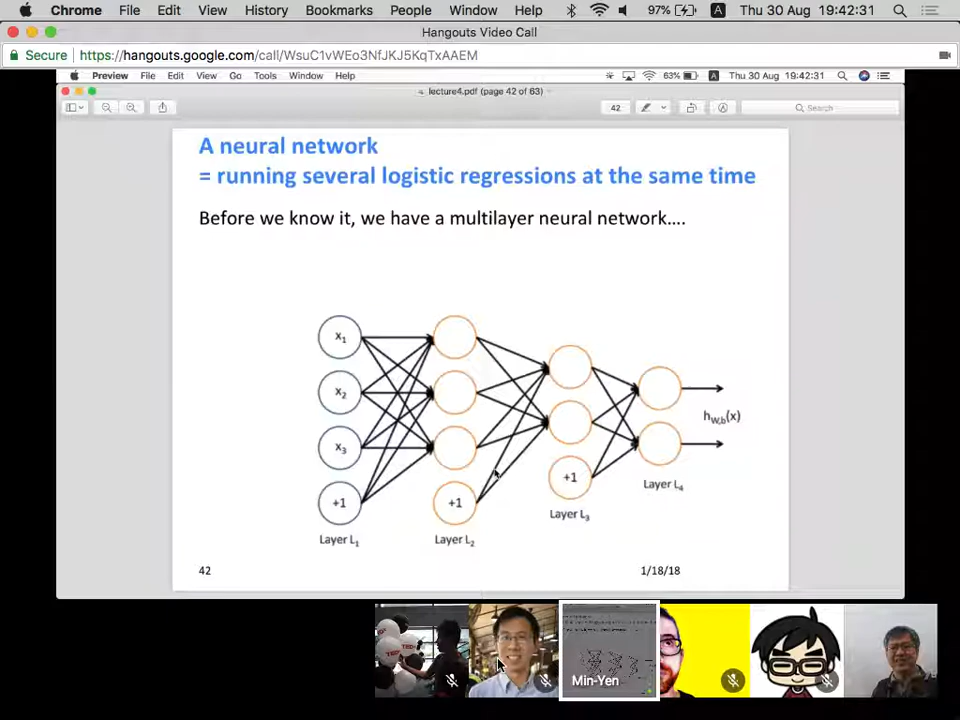 Chrome File Edit View History Bookmarks People Window Help 97% A Thu 30 Aug 19:42:31
Hangouts Video Call
Secure https://hangouts.google.com/call/WsuC1vWEo3NfJKJ5KqTxAAEM
Preview File Edit View Go Tools Window Help 63% A Thu 30 Aug 19:42:31
lecture4.pdf (page 42 of 63)
42 Search
A neural network
= running several logistic regressions at the same time
Before we know it, we have a multilayer neural network....
x₁
x₂
hW,b(x)
x₃
+1 +1 +1
Layer L₄
Layer L₃
Layer L₁ Layer L₂
42 1/18/18
TEDx
Min-Yen